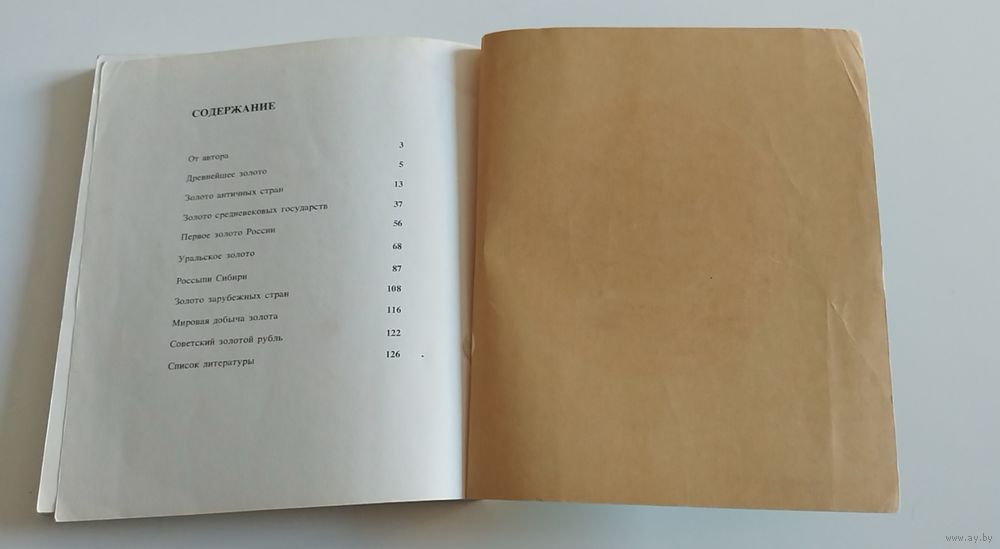 СОДЕРЖАНИЕ
От автора 3
Древнейшее золото 5
Золото античных стран 13
Золото средневековых государств 37
Первое золото России 56
Уральское золото 68
Россыпи Сибири 87
Золото зарубежных стран 108
Мировая добыча золота 116
Советский золотой рубль 122
Список литературы 126
www.ay.by